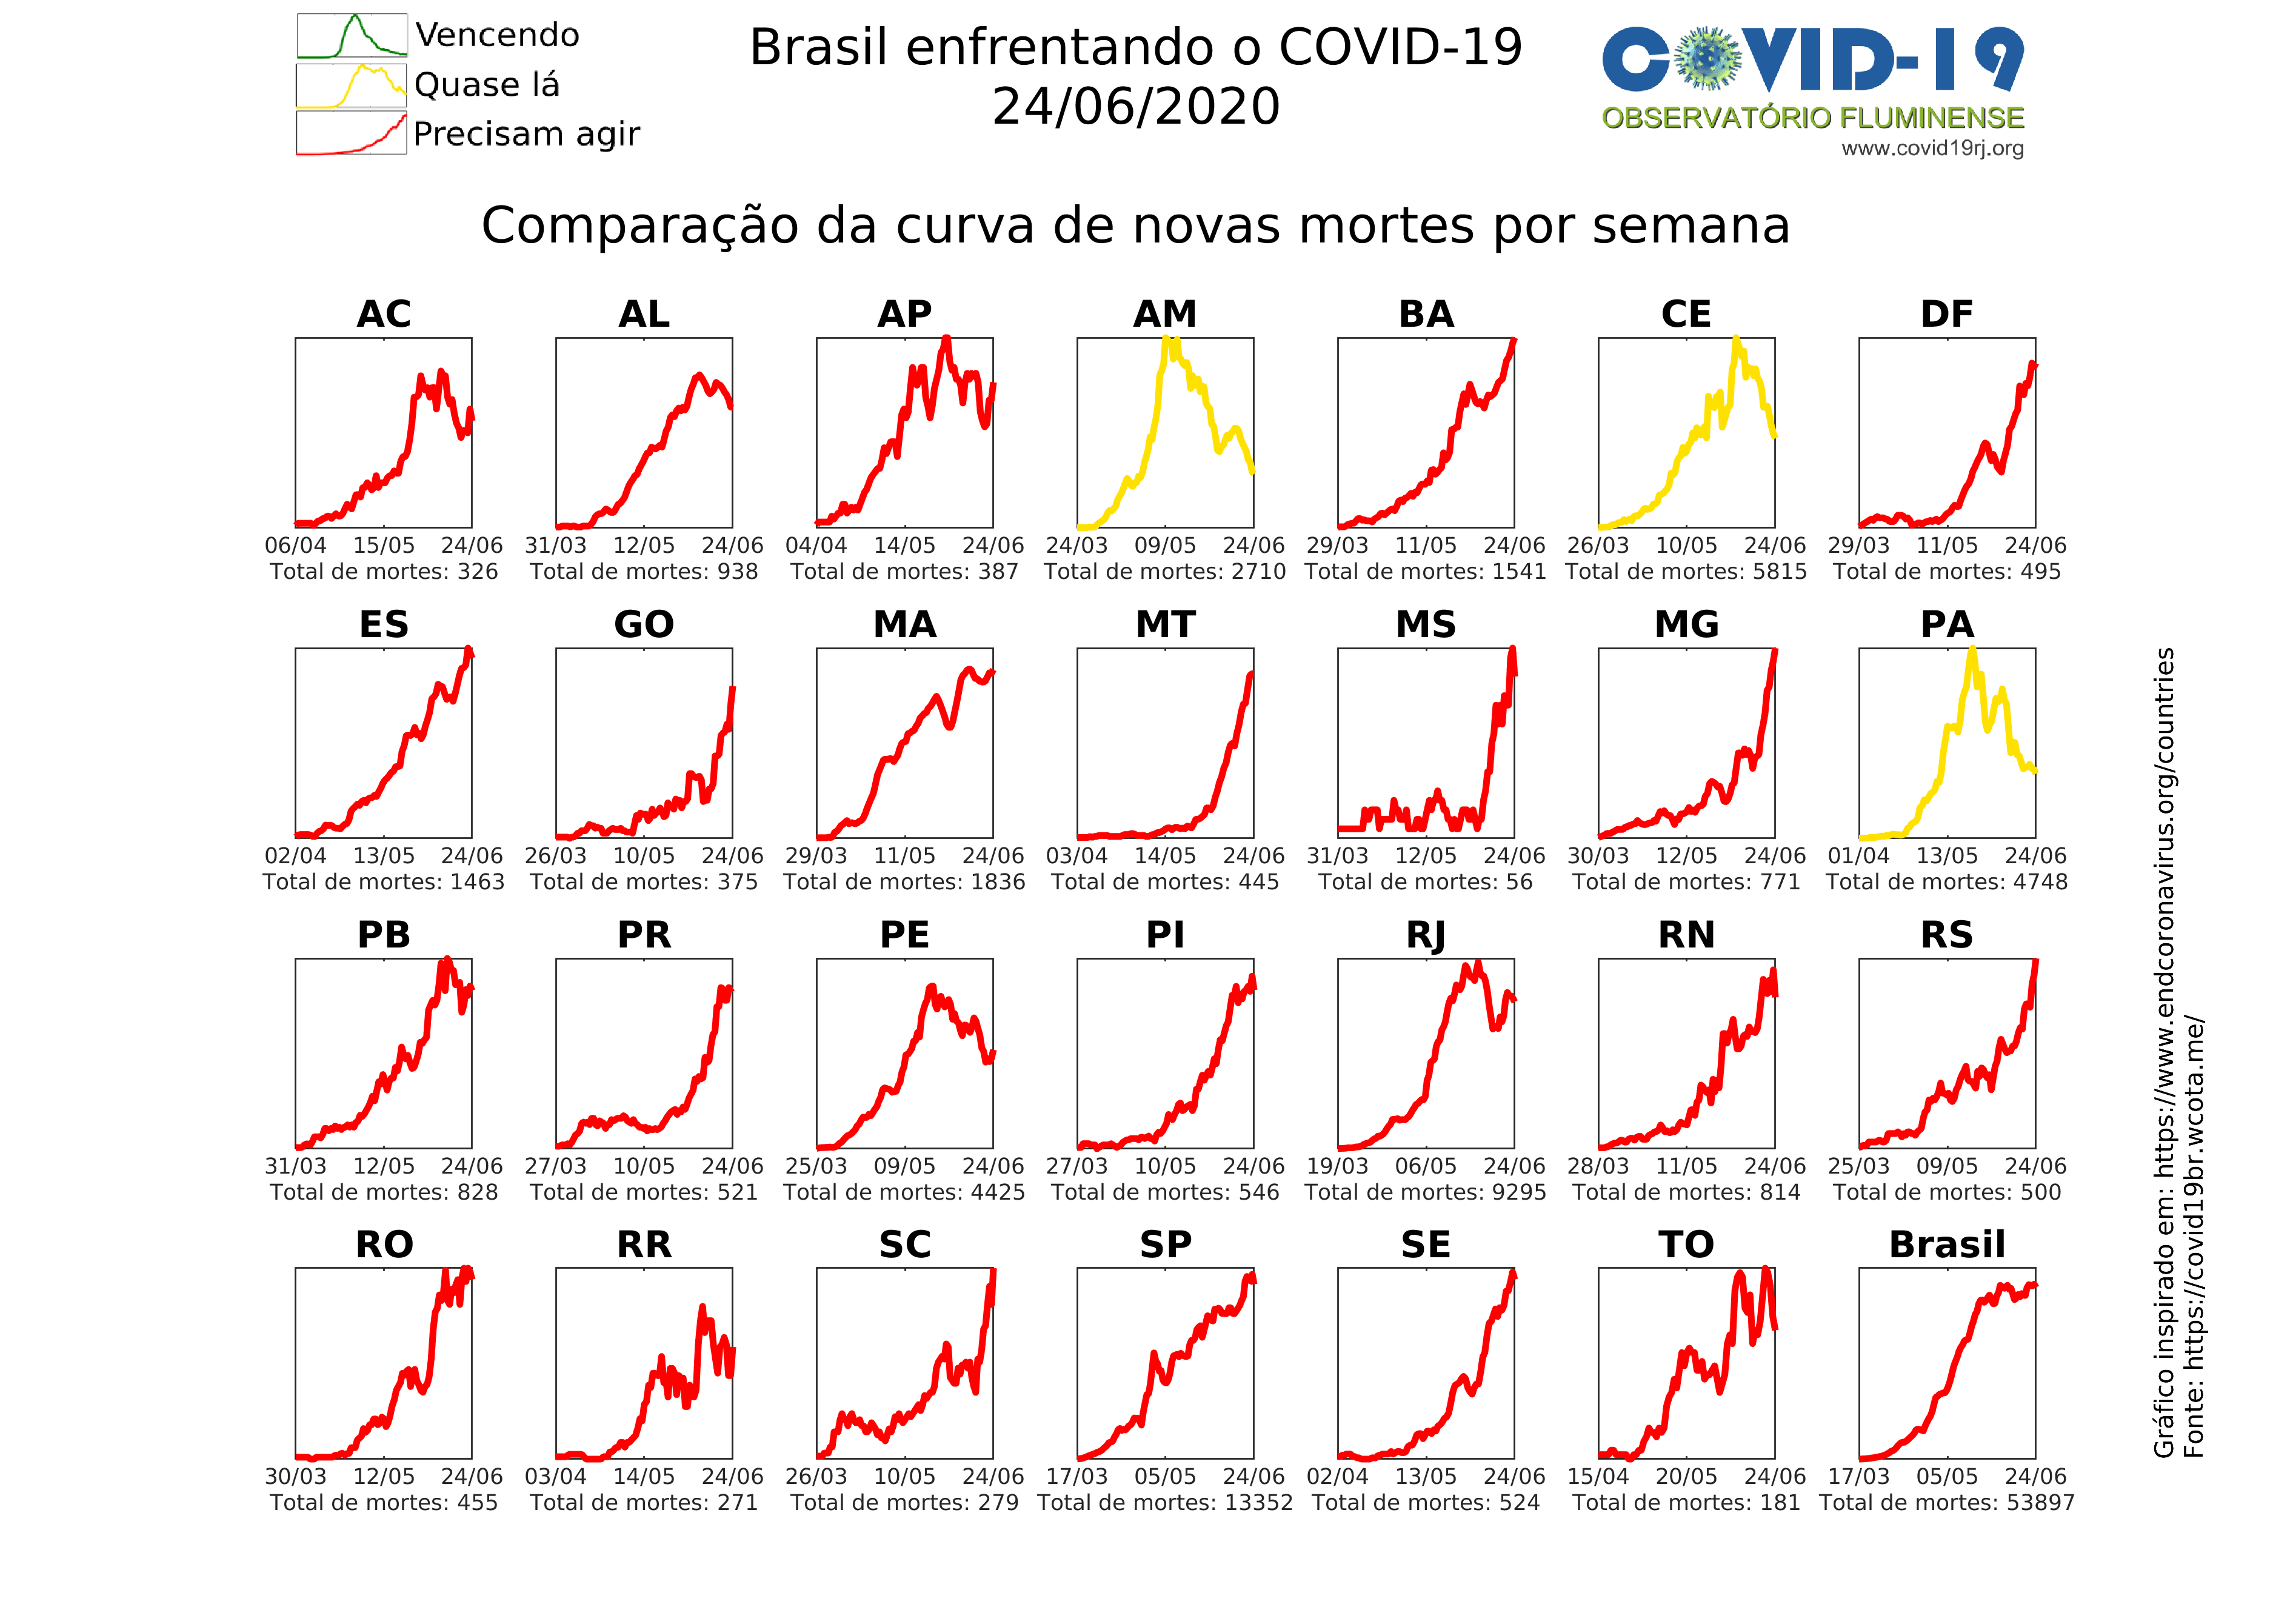 Vencendo
Quase lá
Precisam agir
Brasil enfrentando o COVID-19
24/06/2020
COVID-19
OBSERVATÓRIO FLUMINENSE
www.covid19rj.org
Comparação da curva de novas mortes por semana
AC
06/04 15/05 24/06
Total de mortes: 326
AL
31/03 12/05 24/06
Total de mortes: 938
AP
04/04 14/05 24/06
Total de mortes: 387
AM
24/03 09/05 24/06
Total de mortes: 2710
BA
29/03 11/05 24/06
Total de mortes: 1541
CE
26/03 10/05 24/06
Total de mortes: 5815
DF
29/03 11/05 24/06
Total de mortes: 495
ES
02/04 13/05 24/06
Total de mortes: 1463
GO
26/03 10/05 24/06
Total de mortes: 375
MA
29/03 11/05 24/06
Total de mortes: 1836
MT
03/04 14/05 24/06
Total de mortes: 445
MS
31/03 12/05 24/06
Total de mortes: 56
MG
30/03 12/05 24/06
Total de mortes: 771
PA
01/04 13/05 24/06
Total de mortes: 4748
PB
31/03 12/05 24/06
Total de mortes: 828
PR
27/03 10/05 24/06
Total de mortes: 521
PE
25/03 09/05 24/06
Total de mortes: 4425
PI
27/03 10/05 24/06
Total de mortes: 546
RJ
19/03 06/05 24/06
Total de mortes: 9295
RN
28/03 11/05 24/06
Total de mortes: 814
RS
25/03 09/05 24/06
Total de mortes: 500
RO
30/03 12/05 24/06
Total de mortes: 455
RR
03/04 14/05 24/06
Total de mortes: 271
SC
26/03 10/05 24/06
Total de mortes: 279
SP
17/03 05/05 24/06
Total de mortes: 13352
SE
02/04 13/05 24/06
Total de mortes: 524
TO
15/04 20/05 24/06
Total de mortes: 181
Brasil
17/03 05/05 24/06
Total de mortes: 53897
Gráfico inspirado em: https://www.endcoronavirus.org/countries
Fonte: https://covid19br.wcota.me/